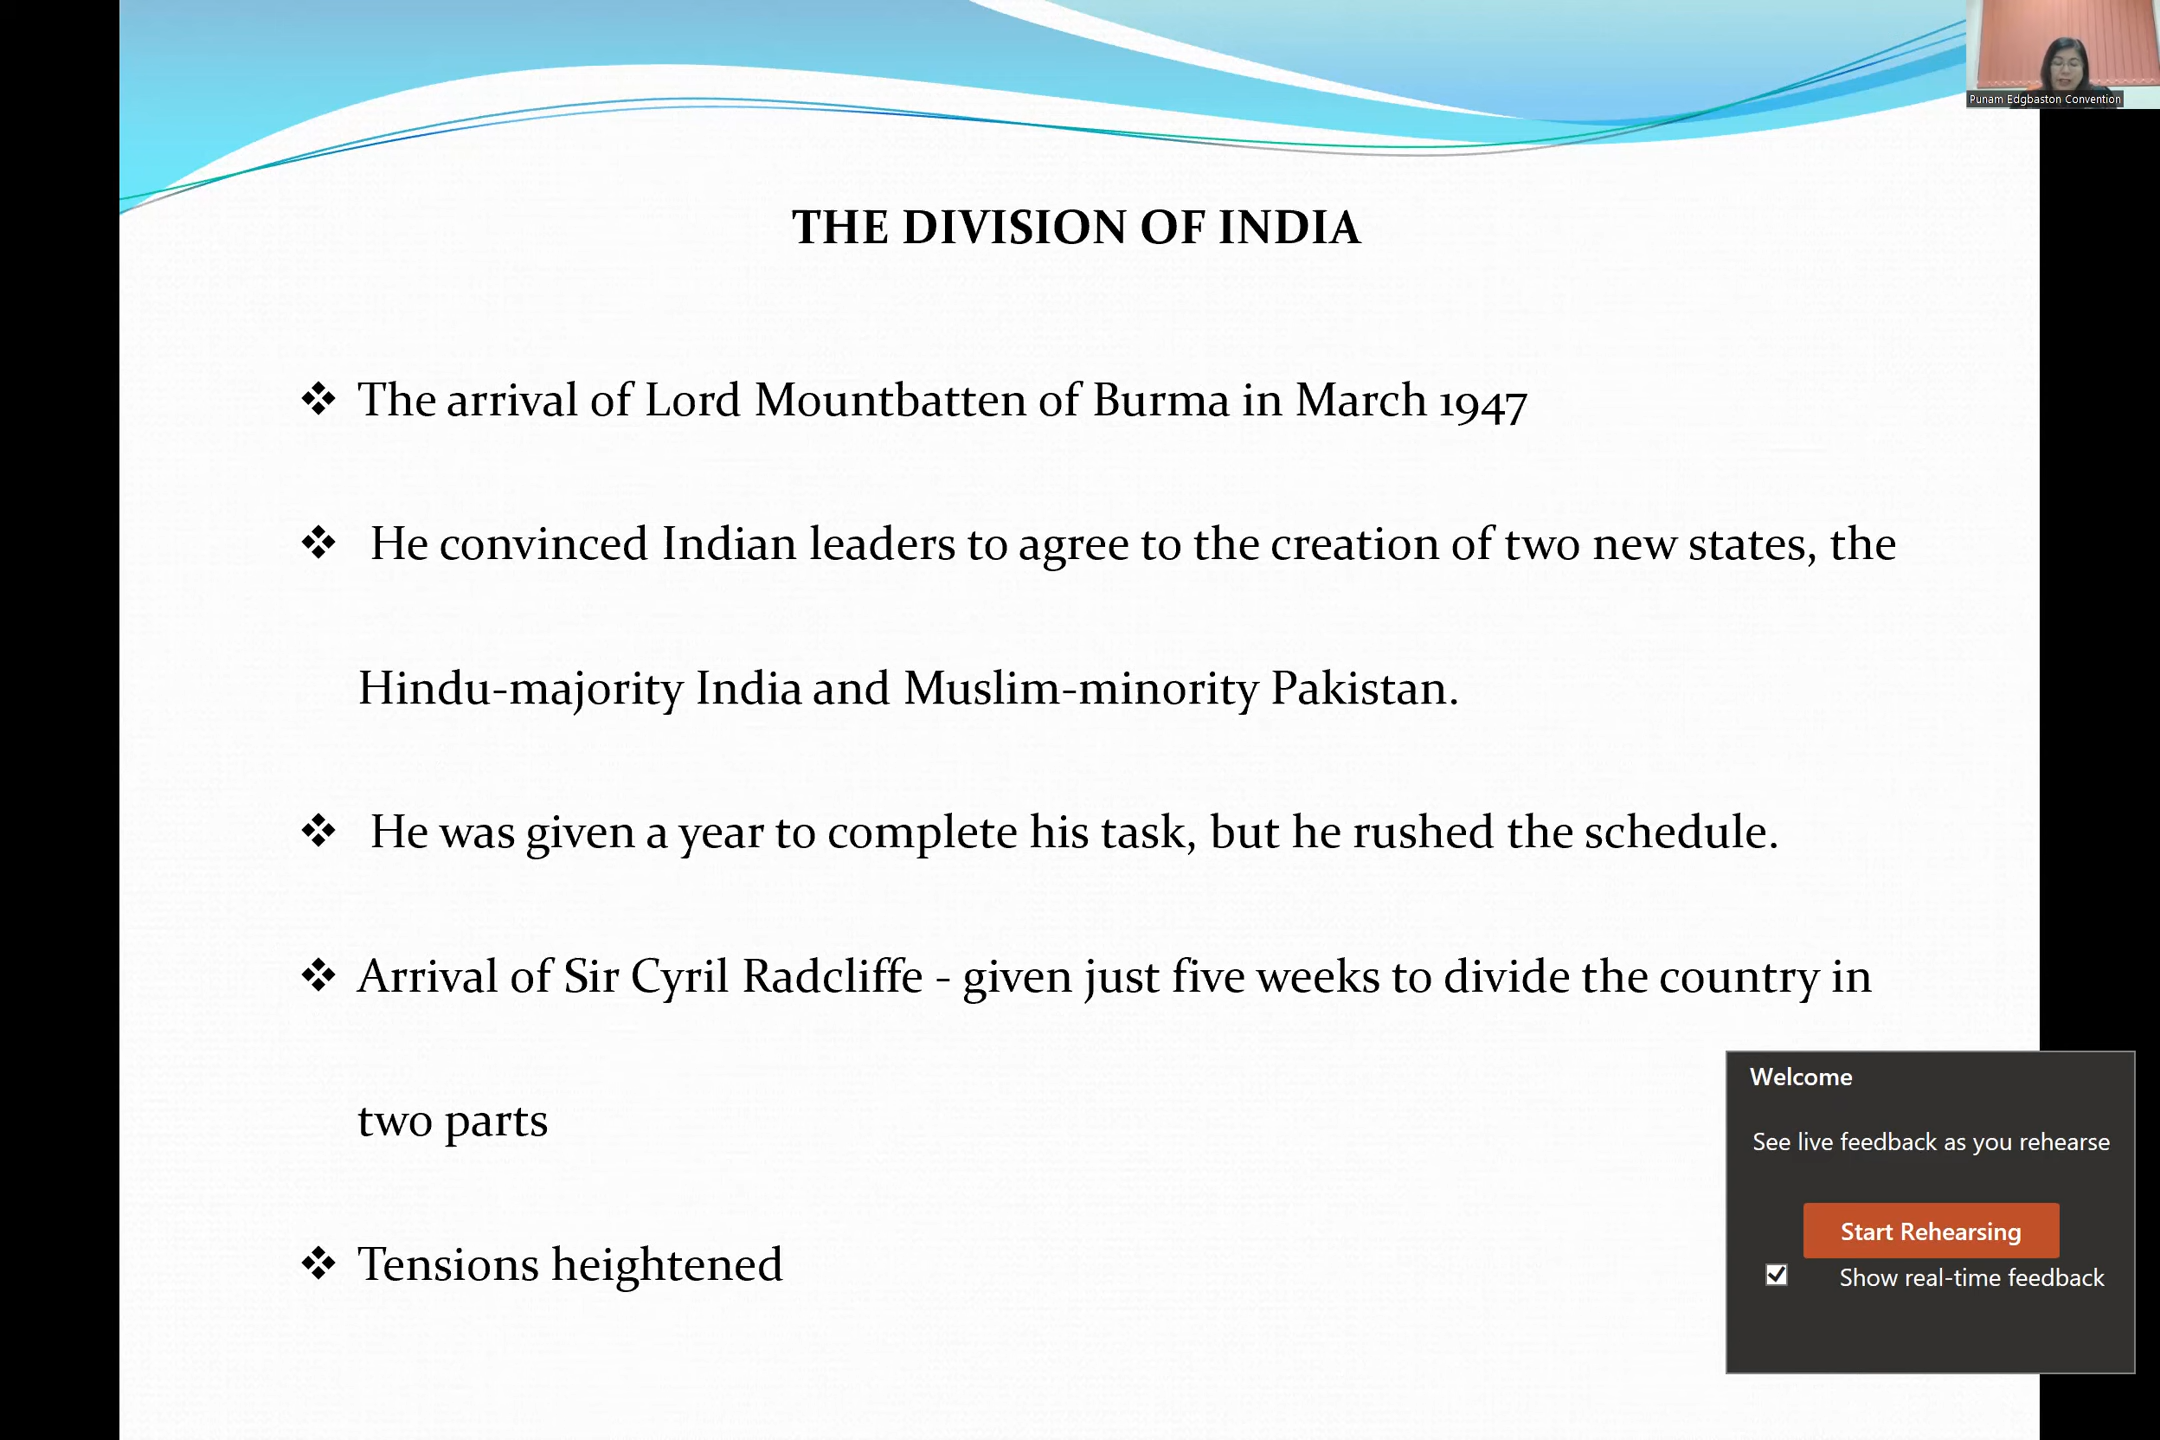 Punam Edgbaston Convention
THE DIVISION OF INDIA
❖ The arrival of Lord Mountbatten of Burma in March 1947
❖ He convinced Indian leaders to agree to the creation of two new states, the
Hindu-majority India and Muslim-minority Pakistan.
❖ He was given a year to complete his task, but he rushed the schedule.
❖ Arrival of Sir Cyril Radcliffe - given just five weeks to divide the country in
two parts
❖ Tensions heightened
Welcome
See live feedback as you rehearse
Start Rehearsing
Show real-time feedback